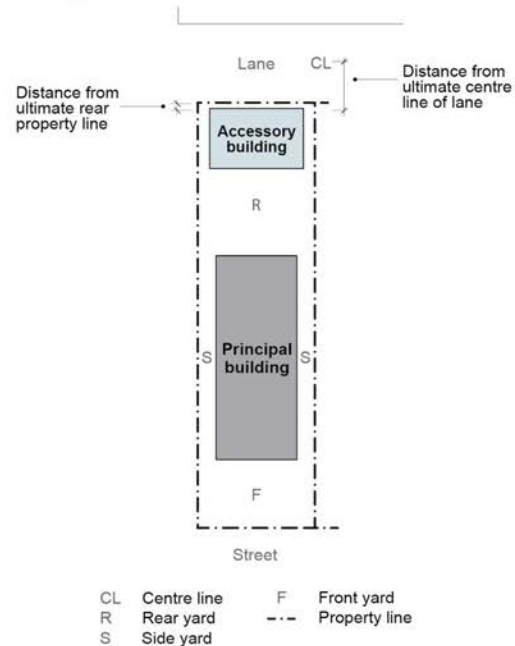 Lane
CL
Distance from
ultimate centre
line of lane
Distance from
ultimate rear
property line
Accessory
building
R
S
Principal
building
S
F
Street
CL Centre line
F Front yard
R Rear yard
Property line
S Side yard